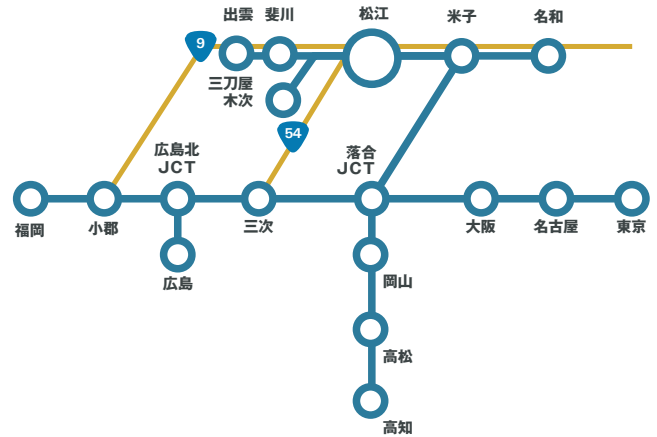 出雲
斐川
松江
米子
名和
9
三刀屋
木次
54
広島北
JCT
落合
JCT
福岡
小郡
三次
大阪
名古屋
東京
広島
岡山
高松
高知